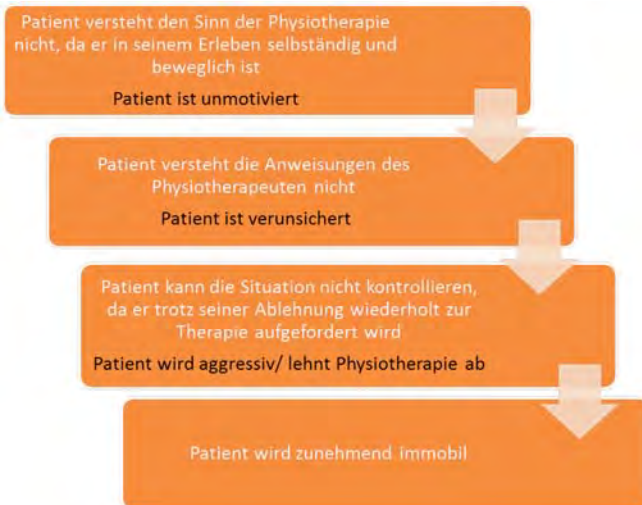 Patient versteht den Sinn der Physiotherapie
nicht, da er in seinem Erleben selbständig und
beweglich ist
Patient ist unmotiviert
Patient versteht die Anweisungen des
Physiotherapeuten nicht
Patient ist verunsichert
Patient kann die Situation nicht kontrollieren,
da er trotz seiner Ablehnung wiederholt zur
Therapie aufgefordert wird
Patient wird aggressiv/ lehnt Physiotherapie ab
Patient wird zunehmend immobil